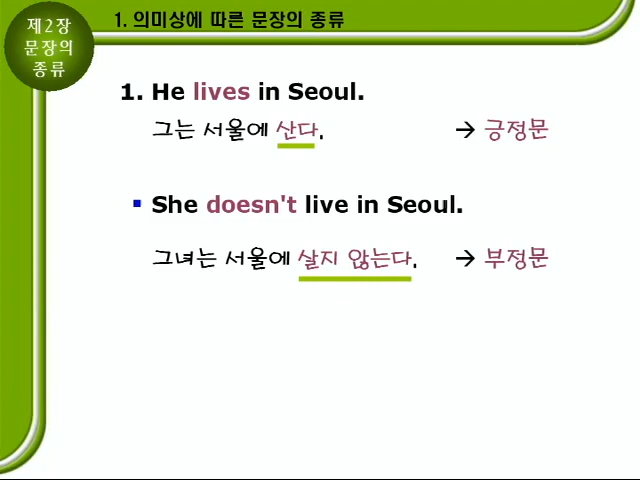 제2장
문장의
종류
1. 의미상에 따른 문장의 종류
1. He lives in Seoul.
그는 서울에 산다. → 긍정문
▪ She doesn't live in Seoul.
그녀는 서울에 살지 않는다. → 부정문